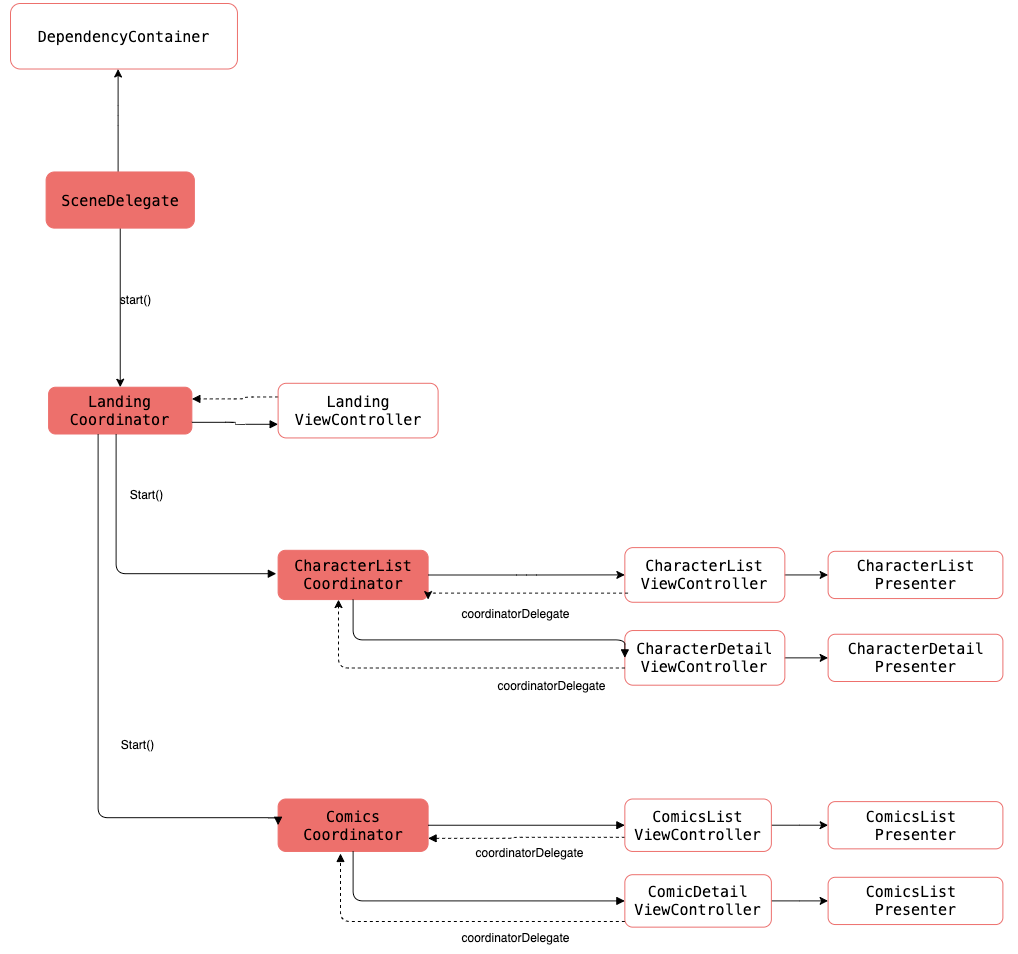 DependencyContainer
SceneDelegate
start()
Landing
Coordinator
Landing
ViewController
Start()
CharacterList
Coordinator
CharacterList
ViewController
CharacterList
Presenter
coordinatorDelegate
CharacterDetail
ViewController
CharacterDetail
Presenter
coordinatorDelegate
Start()
Comics
Coordinator
ComicsList
ViewController
ComicsList
Presenter
coordinatorDelegate
ComicDetail
ViewController
ComicsList
Presenter
coordinatorDelegate